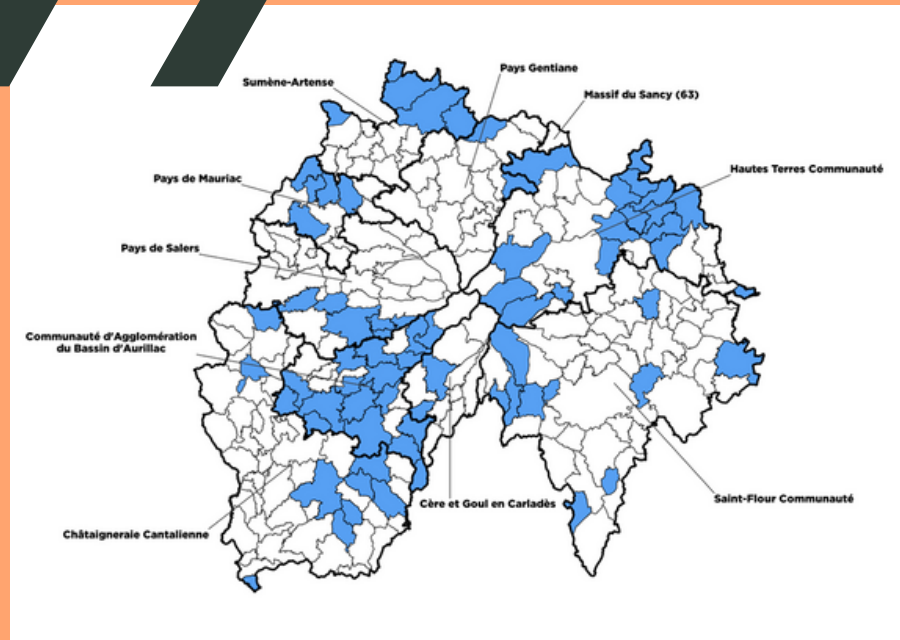 Pays Gentiane
Sumène-Artense
Massif du Sancy (63)
Hautes Terres Communauté
Pays de Mauriac
Pays de Salers
Communauté d'Agglomération
du Bassin d'Aurillac
Saint-Flour Communauté
Cère et Goul en Carladès
Châtaigneraie Cantalienne